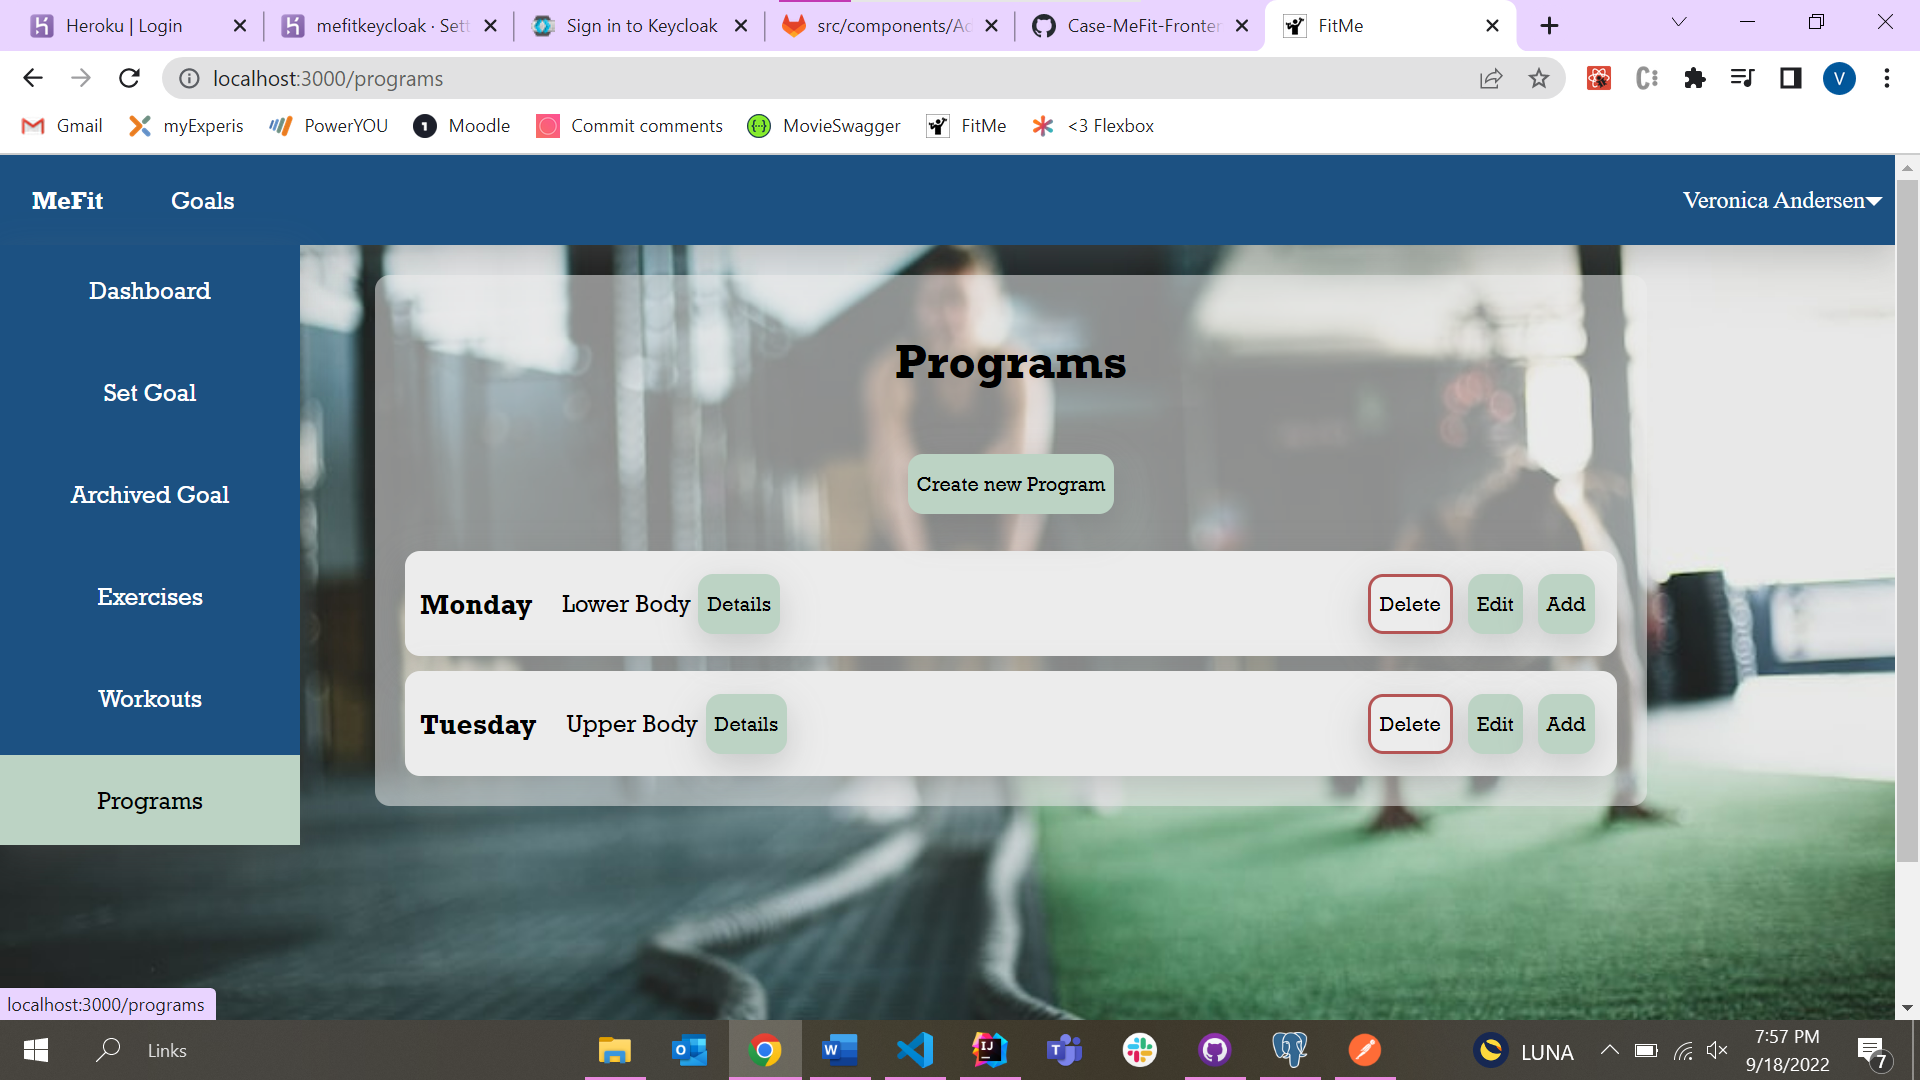 Heroku | Login
mefitkeycloak · Sett
Sign in to Keycloak
src/components/Ad
Case-MeFit-Fronter
FitMe
localhost:3000/programs
V
Gmail
myExperis
PowerYOU
Moodle
Commit comments
MovieSwagger
FitMe
<3 Flexbox
MeFit
Goals
Veronica Andersen
Dashboard
Set Goal
Archived Goal
Exercises
Workouts
Programs
Programs
Create new Program
Monday Lower Body Details Delete Edit Add
Tuesday Upper Body Details Delete Edit Add
localhost:3000/programs
Links
LUNA
7:57 PM
9/18/2022
7